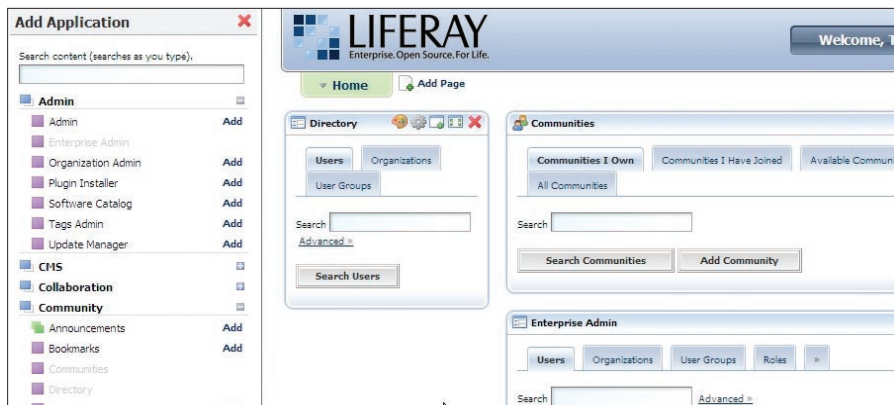 Add Application
Search content (searches as you type).
Admin
Admin Add
Enterprise Admin
Organization Admin Add
Plugin Installer Add
Software Catalog Add
Tags Admin Add
Update Manager Add
CMS
Collaboration
Community
Announcements Add
Bookmarks Add
Communities
Directory
LIFERAY
Enterprise. Open Source. For Life.
Welcome, T
Home
Add Page
Directory
Users Organizations
User Groups
Search
Advanced »
Search Users
Communities
Communities I Own Communities I Have Joined Available Commun
All Communities
Search
Search Communities Add Community
Enterprise Admin
Users Organizations User Groups Roles »
Search Advanced »